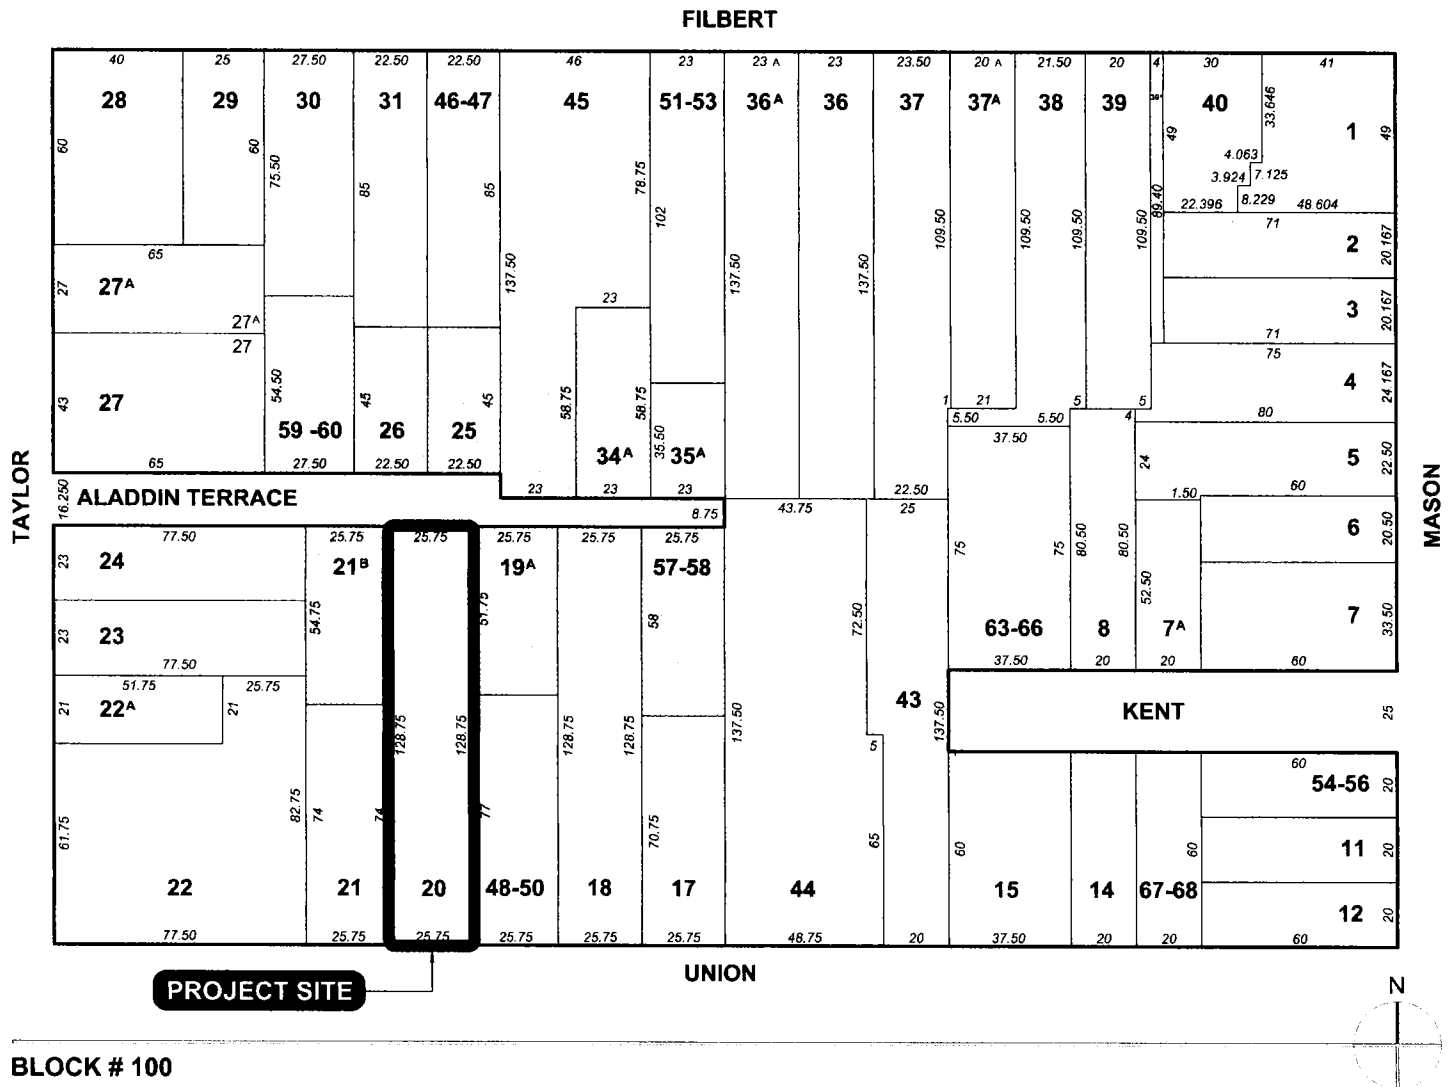 FILBERT
40 25 27.50 22.50 22.50 46 23 23 A 23 23.50 20 A 21.50 20 4 30 41
28 29 30 31 46-47 45 51-53 36A 36 37 37A 38 39 40 1
60 60 75.50 85 85 137.50 78.75 102 137.50 137.50 109.50 109.50 109.50 109.50 89.40 49 33.646 49
4.063
3.924 7.125
22.396 8.229 48.604
65 71
27 27A 2 20.167
27A 23 3 20.167
27 71
75
43 27 54.50 45 45 58.75 58.75 35.50 4 24.167
1 21 5 5 80
5.50 5.50 4
37.50
59 -60 26 25 34A 35A 24 5 22.50
65 27.50 22.50 22.50 23 23 23 22.50 1.50 60
TAYLOR
16.250 ALADDIN TERRACE 8.75 43.75 25
MASON
77.50 25.75 25.75 25.75 25.75 25.75 6 20.50
23 24 21B 19A 57-58 75 75 80.50 80.50
54.75 51.75 58 72.50 52.50
23 23 63-66 8 7A 7 33.50
77.50 37.50 20 20 60
51.75 25.75
21 22A 21 43 KENT 25
128.75 128.75 128.75 128.75 137.50 5 137.50
60 54-56 20
61.75 82.75 74 74 77 70.75 65 60 60 11 20
22 21 20 48-50 18 17 44 15 14 67-68 12 20
77.50 25.75 25.75 25.75 25.75 25.75 48.75 20 37.50 20 20 60
UNION
PROJECT SITE
N
BLOCK # 100